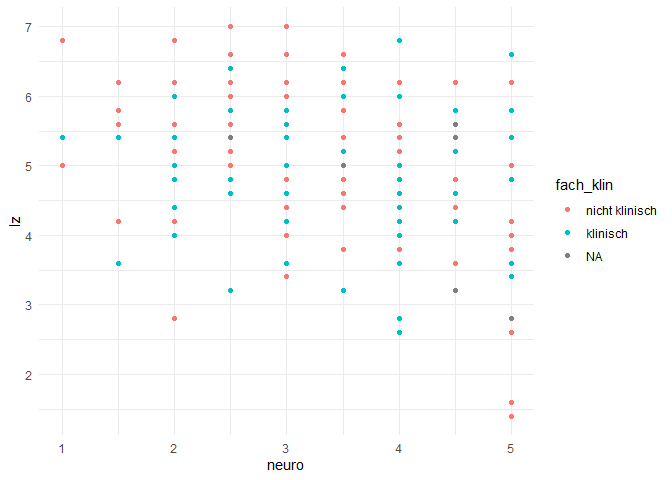 7
6
5
4
3
2
lz
1 2 3 4 5
neuro
fach_klin
nicht klinisch
klinisch
NA